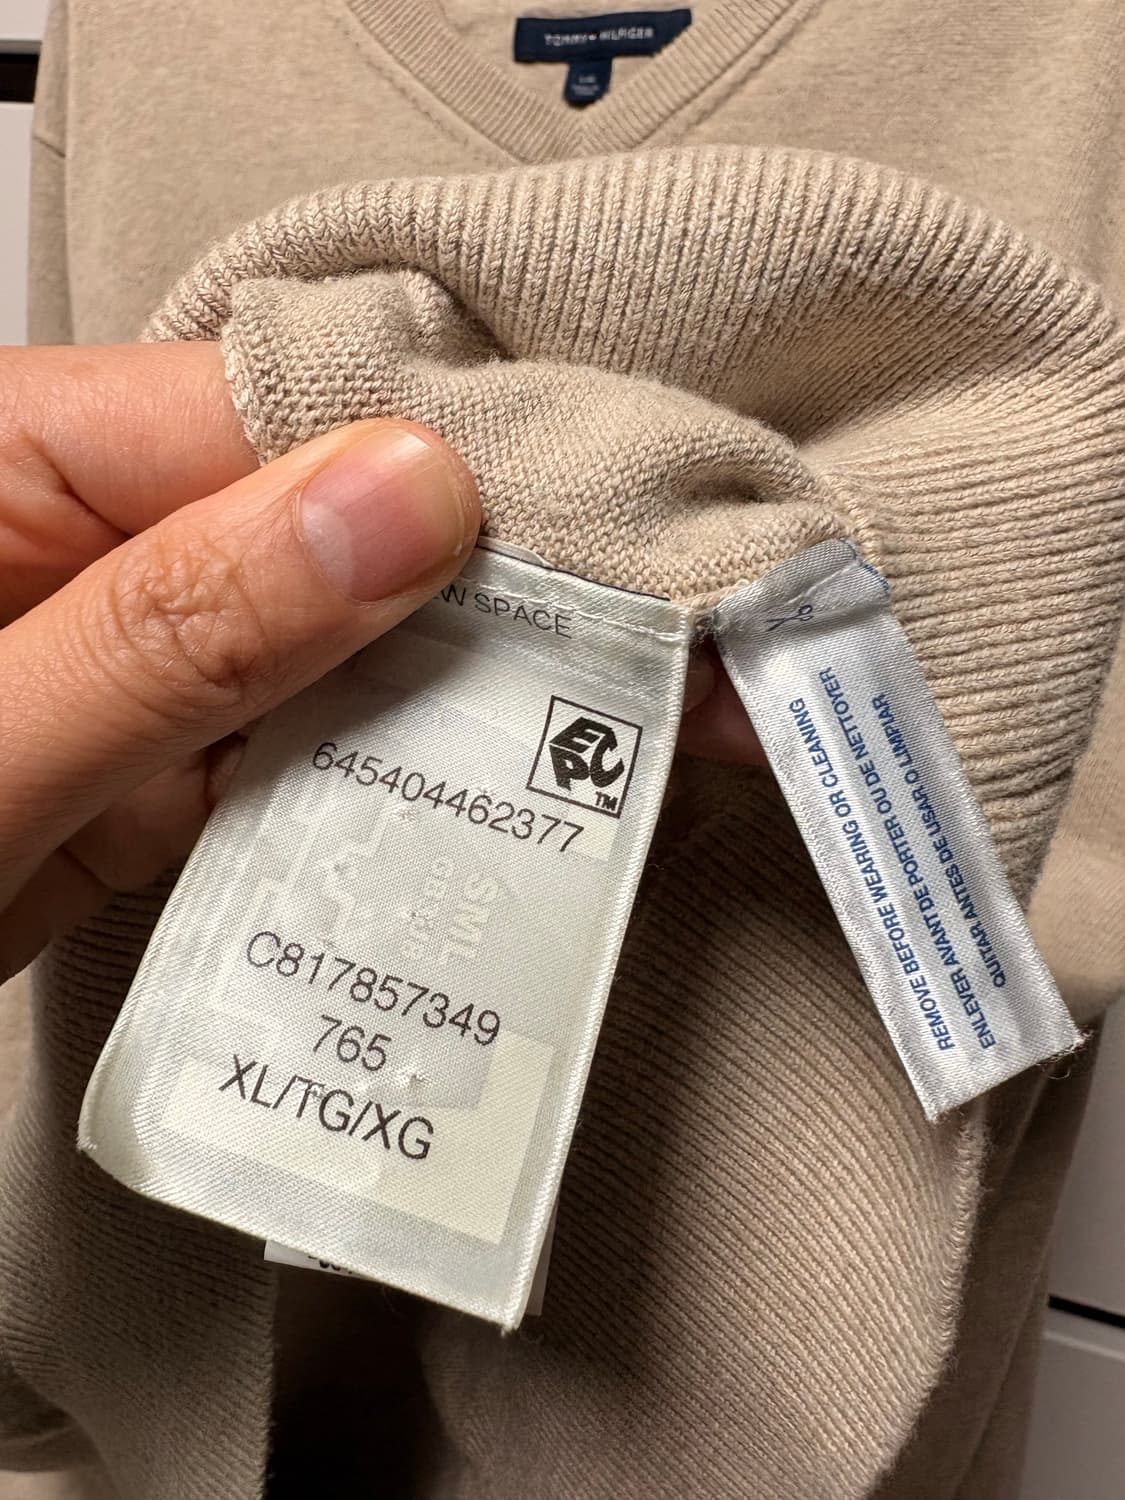 TOMMY HILFIGER
SEW SPACE
EPC
TM
645404462377
C817857349
765
XL/TG/XG
REMOVE BEFORE WEARING OR CLEANING
ENLEVER AVANT DE PORTER OU DE NETTOYER
QUITAR ANTES DE USAR O LIMPIAR